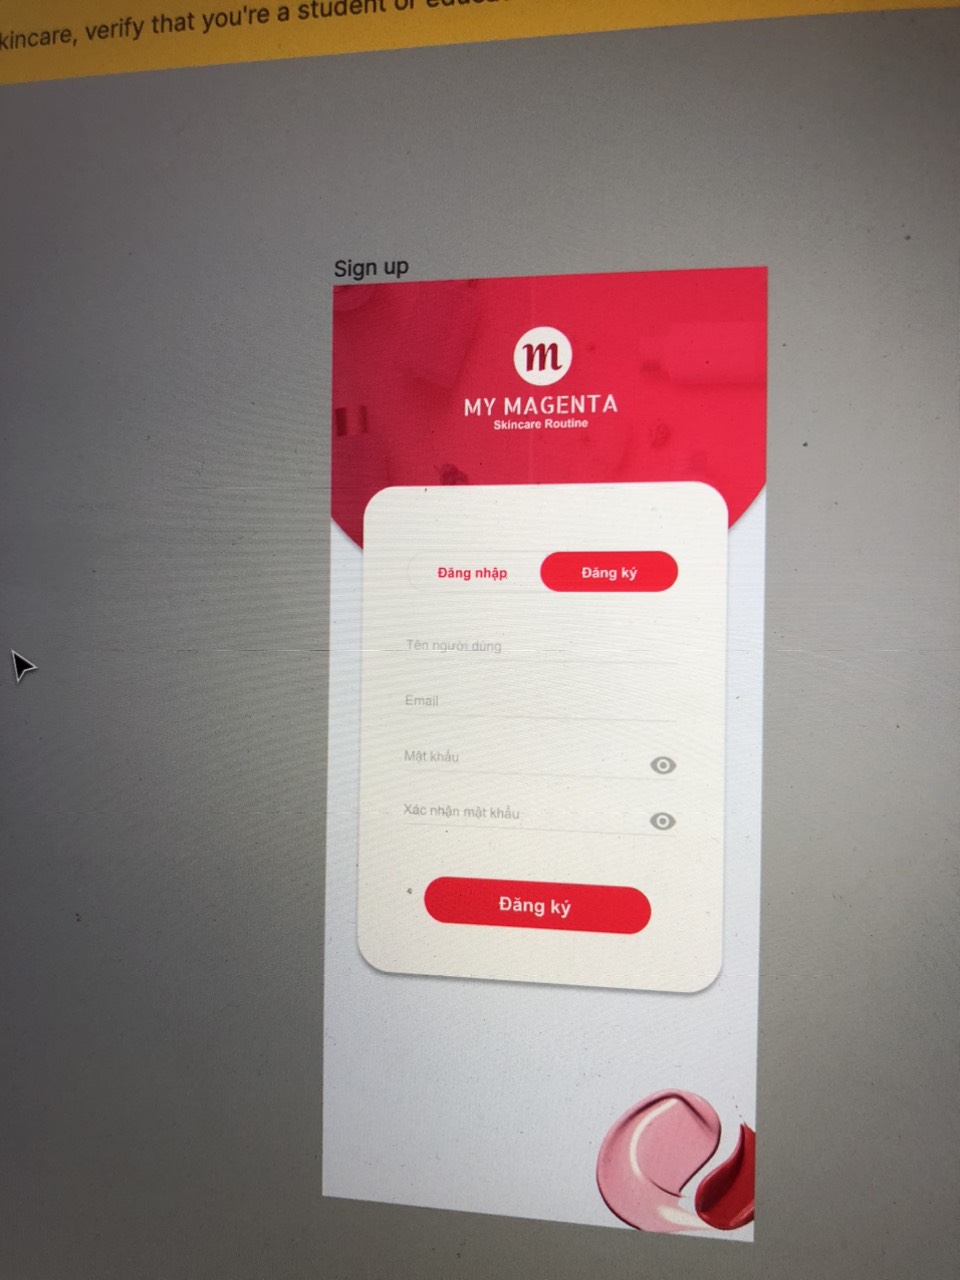 kincare, verify that you're a student or
Sign up
m
MY MAGENTA
Skincare Routine
Đăng nhập
Đăng ký
Tên người dùng
Email
Mật khẩu
Xác nhận mật khẩu
Đăng ký